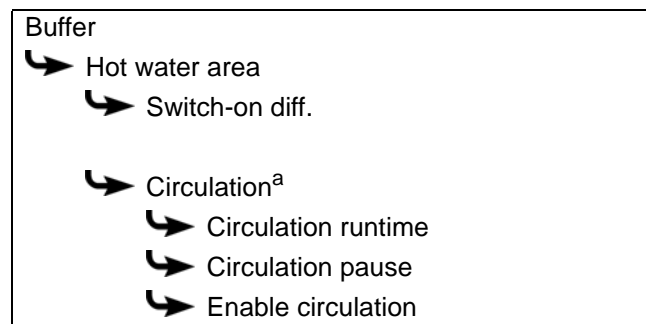 Buffer
Hot water area
Switch-on diff.
Circulationa
Circulation runtime
Circulation pause
Enable circulation